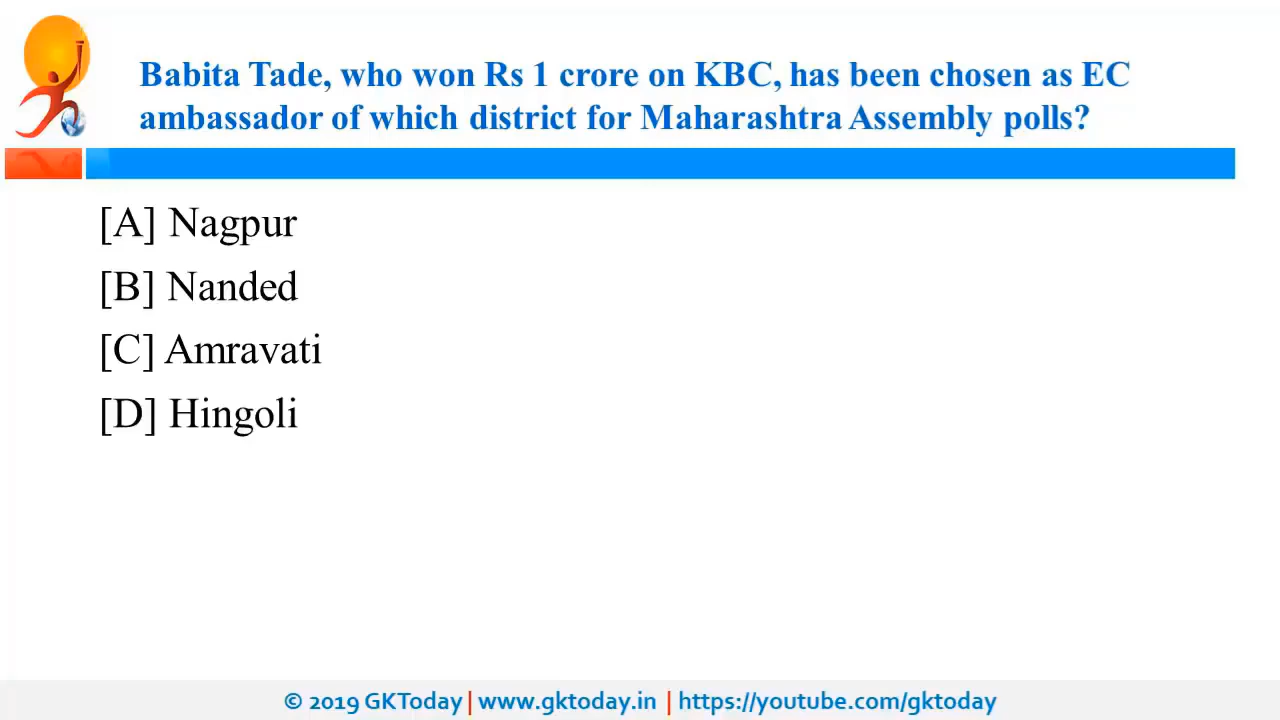 Babita Tade, who won Rs 1 crore on KBC, has been chosen as EC
ambassador of which district for Maharashtra Assembly polls?
[A] Nagpur
[B] Nanded
[C] Amravati
[D] Hingoli
© 2019 GKToday | www.gktoday.in | https://youtube.com/gktoday